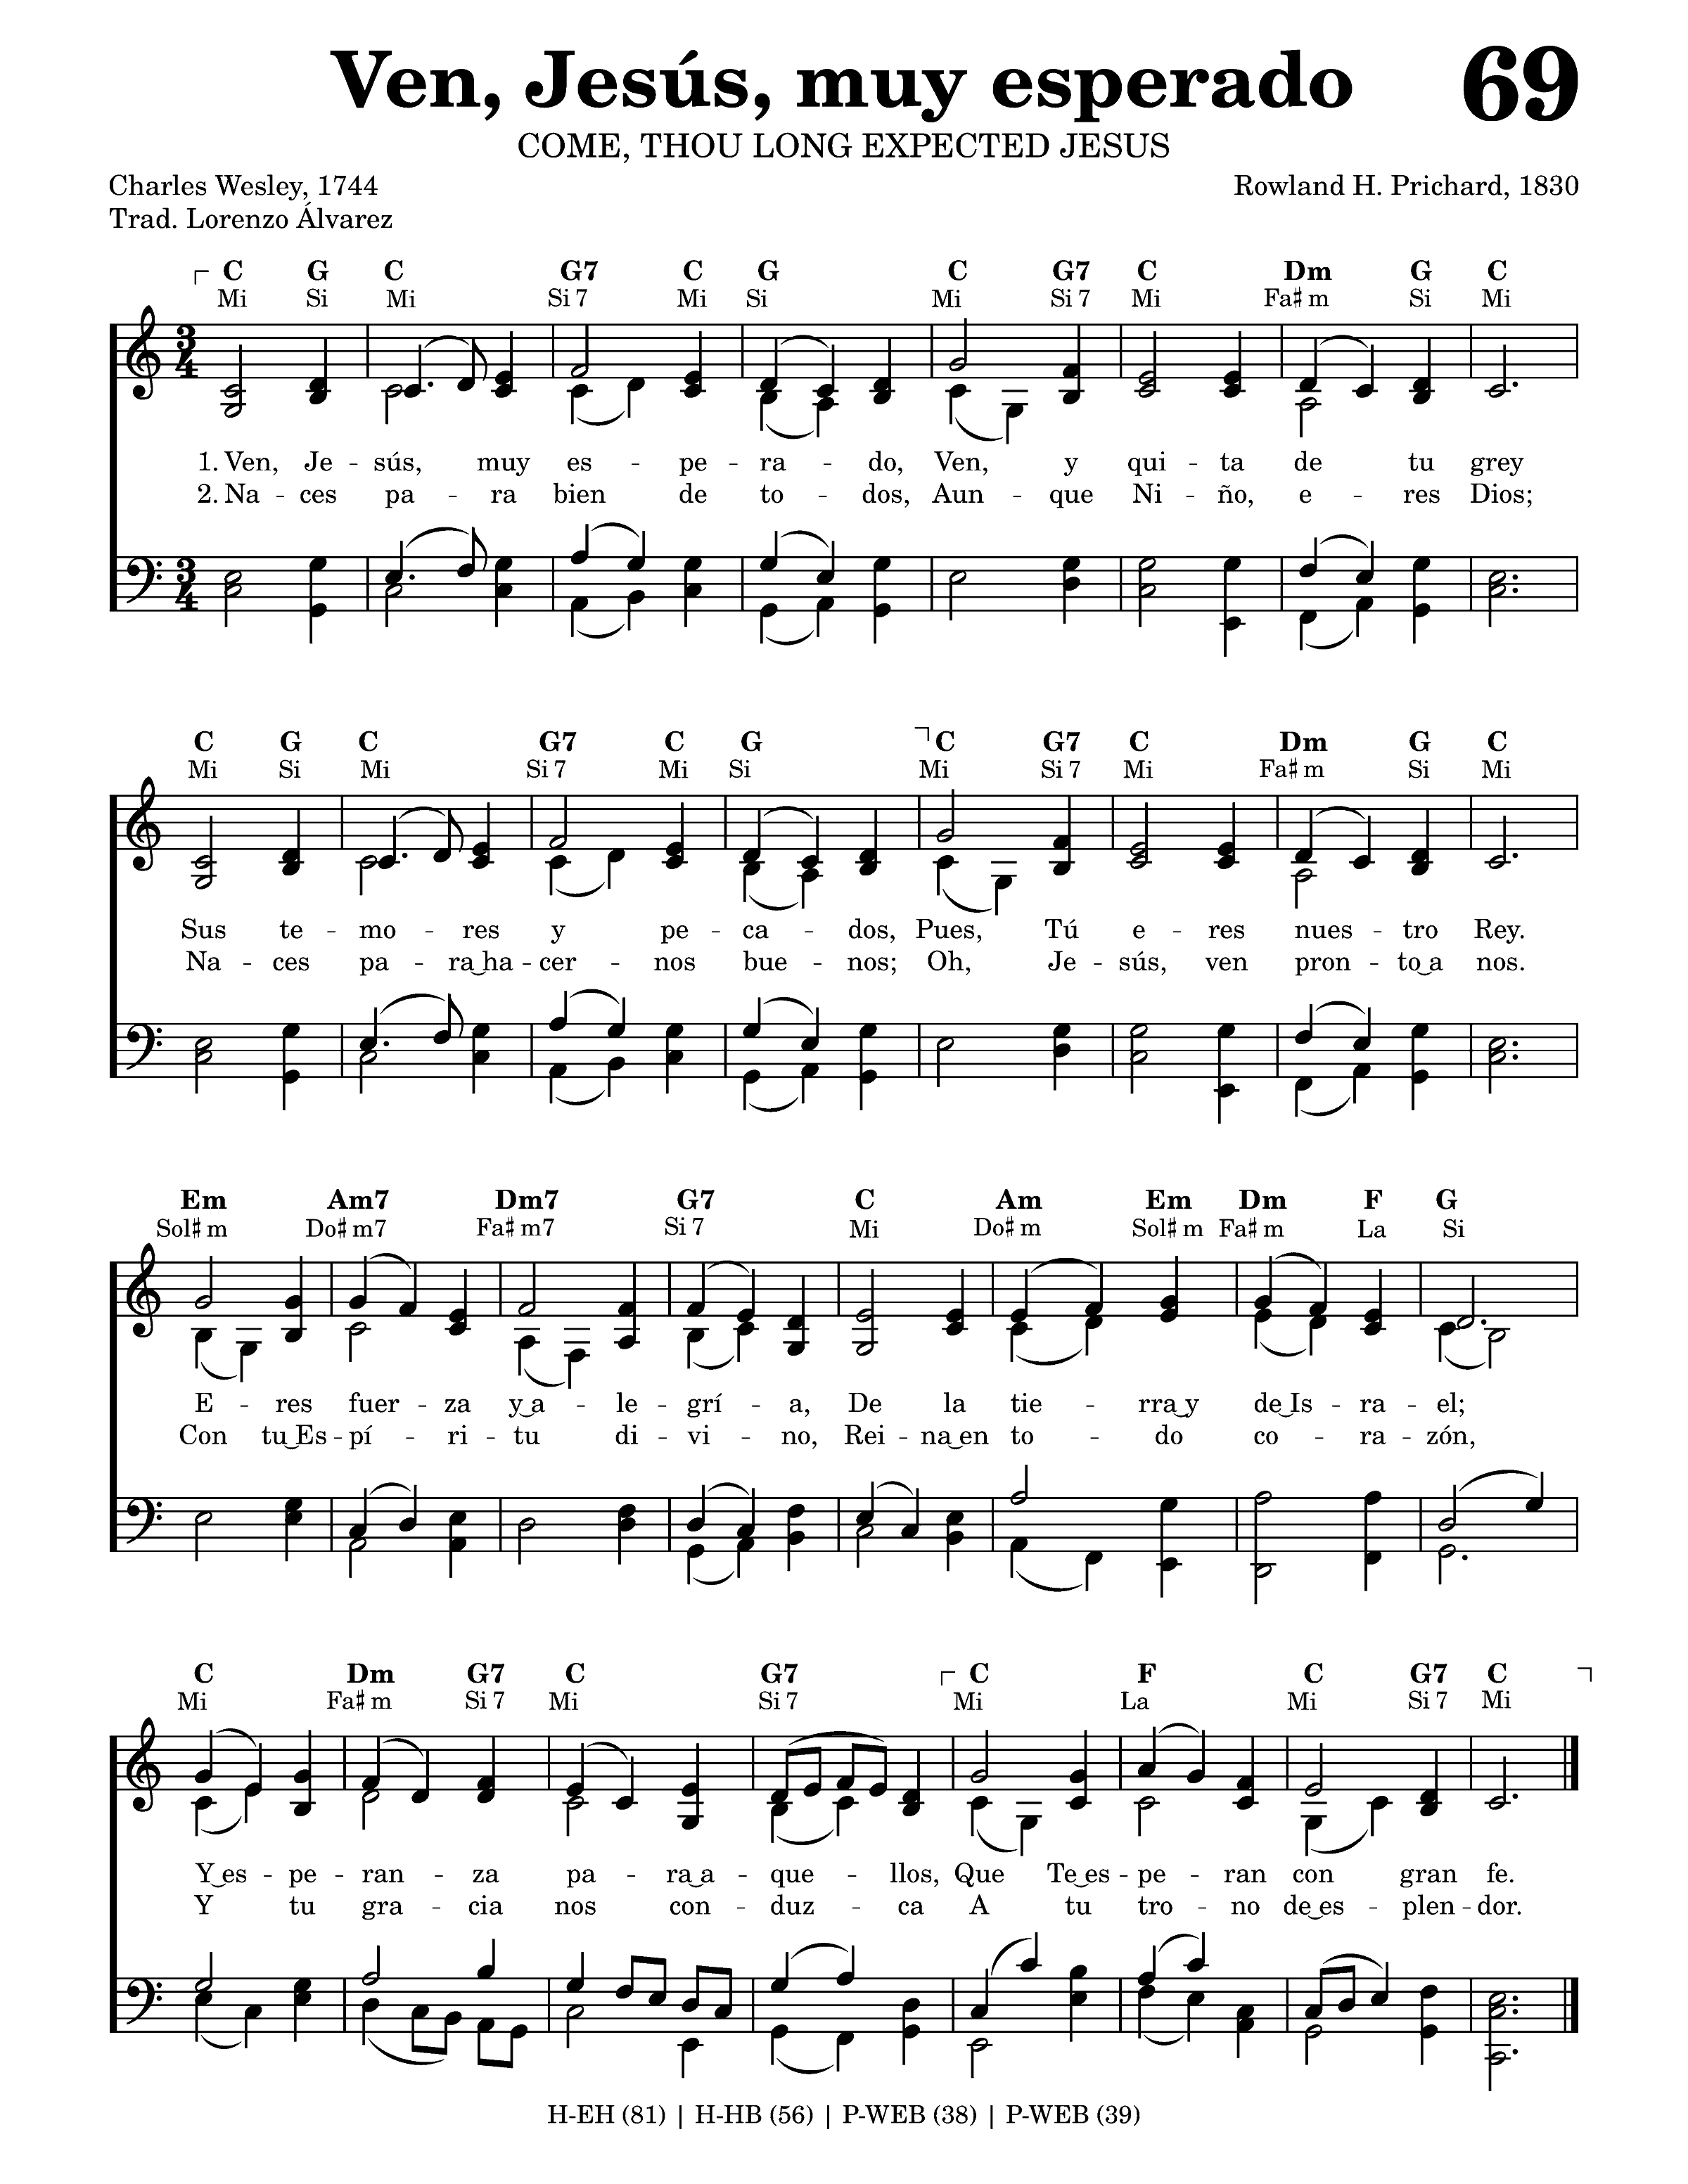 Ven, Jesús, muy esperado 69
COME, THOU LONG EXPECTED JESUS
Charles Wesley, 1744 Rowland H. Prichard, 1830
Trad. Lorenzo Álvarez
C G C G7 C G C G7 C Dm G C
Mi Si Mi Si 7 Mi Si Mi Si 7 Mi Fa♯ m Si Mi
3 4
1. Ven, Je - sús, muy es - pe - ra - do, Ven, y qui - ta de tu grey
2. Na - ces pa - ra bien de to - dos, Aun - que Ni - ño, e - res Dios;
3 4
C G C G7 C G C G7 C Dm G C
Mi Si Mi Si 7 Mi Si Mi Si 7 Mi Fa♯ m Si Mi
Sus te - mo - res y pe - ca - dos, Pues, Tú e - res nues - tro Rey.
Na - ces pa - ra‿ha - cer - nos bue - nos; Oh, Je - sús, ven pron - to‿a nos.
Em Am7 Dm7 G7 C Am Em Dm F G
Sol♯ m Do♯ m7 Fa♯ m7 Si 7 Mi Do♯ m Sol♯ m Fa♯ m La Si
E - res fuer - za y‿a - le - grí - a, De la tie - rra‿y de‿Is - ra - el;
Con tu‿Es - pí - ri - tu di - vi - no, Rei - na‿en to - do co - ra - zón,
C Dm G7 C G7 C F C G7 C
Mi Fa♯ m Si 7 Mi Si 7 Mi La Mi Si 7 Mi
Y‿es - pe - ran - za pa - ra‿a - que - llos, Que Te‿es - pe - ran con gran fe.
Y tu gra - cia nos con - duz - ca A tu tro - no de‿es - plen - dor.
H-EH (81) | H-HB (56) | P-WEB (38) | P-WEB (39)